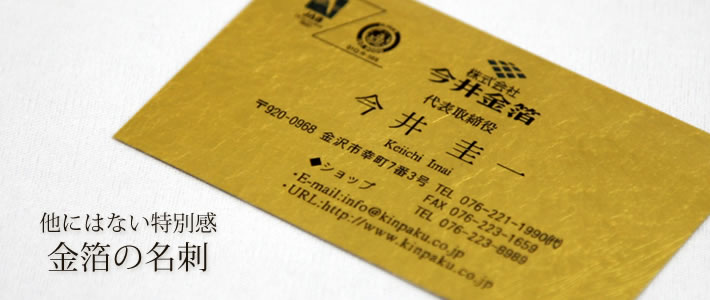 他にはない特別感
金箔の名刺
JAB
株式会社
今井金箔
代表取締役
今井圭一
Keiichi Imai
〒920-0968 金沢市幸町7番3号 TEL 076-221-1990㈹
FAX 076-223-1659
◆ショップ TEL 076-223-8989
・E-mail:info@kinpaku.co.jp
・URL:http://www.kinpaku.co.jp